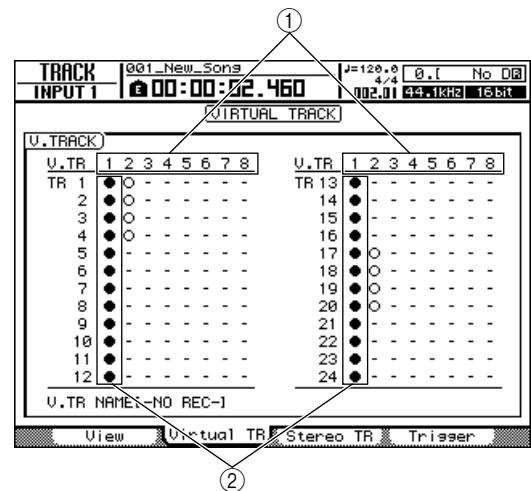 ①
TRACK 001_New_Song ♩=120.0 0.[ No D
INPUT 1 00:00:02.460 4/4 002.01 44.1kHz 16bit
VIRTUAL TRACK
V.TRACK
V.TR 1 2 3 4 5 6 7 8 V.TR 1 2 3 4 5 6 7 8
TR 1 ● ○ - - - - - - TR 13 ● - - - - - - -
2 ● ○ - - - - - - 14 ● - - - - - - -
3 ● ○ - - - - - - 15 ● - - - - - - -
4 ● ○ - - - - - - 16 ● - - - - - - -
5 ● - - - - - - - 17 ● ○ - - - - - -
6 ● - - - - - - - 18 ● ○ - - - - - -
7 ● - - - - - - - 19 ● ○ - - - - - -
8 ● - - - - - - - 20 ● ○ - - - - - -
9 ● - - - - - - - 21 ● - - - - - - -
10 ● - - - - - - - 22 ● - - - - - - -
11 ● - - - - - - - 23 ● - - - - - - -
12 ● - - - - - - - 24 ● - - - - - - -
V.TR NAME[-NO REC-]
View Virtual TR Stereo TR Trigger
②